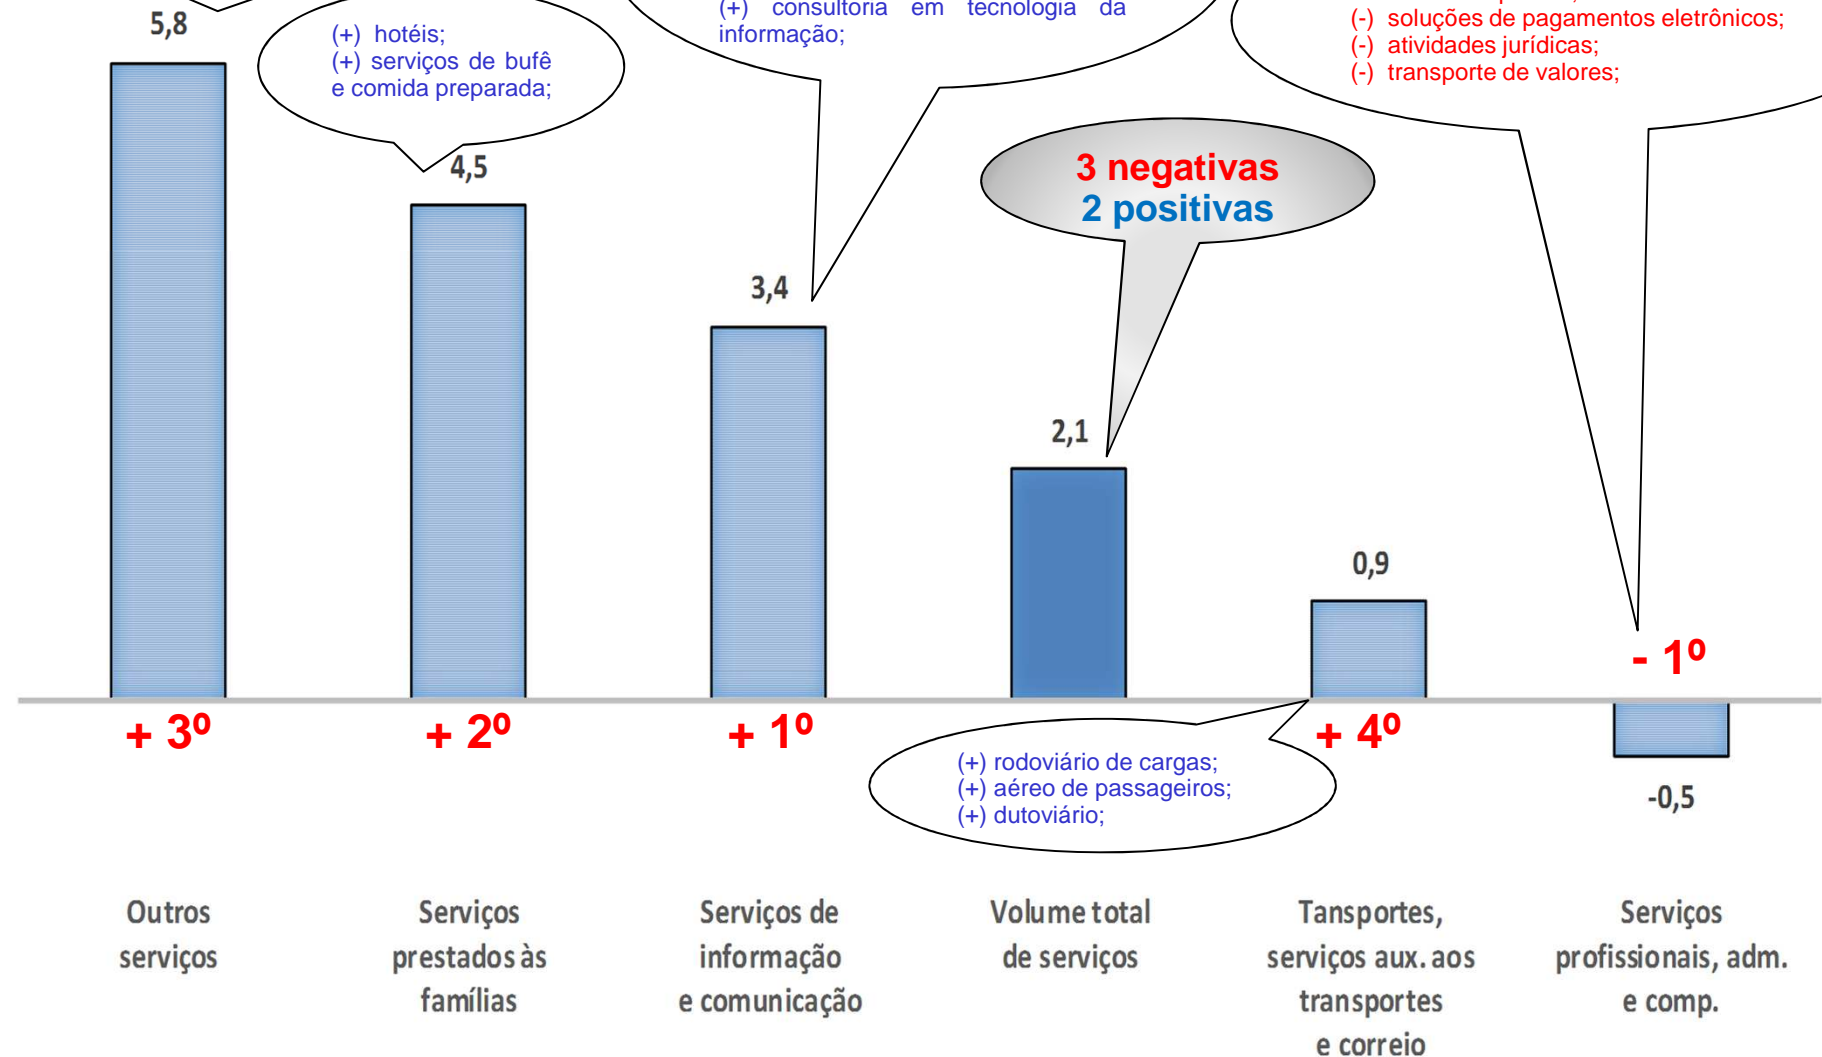 5,8
(+) hotéis;
(+) serviços de bufê
e comida preparada;
4,5
(+) consultoria em tecnologia da
informação;
3,4
3 negativas
2 positivas
2,1
(-) soluções de pagamentos eletrônicos;
(-) atividades jurídicas;
(-) transporte de valores;
0,9
- 1º
+ 3º
+ 2º
+ 1º
+ 4º
(+) rodoviário de cargas;
(+) aéreo de passageiros;
(+) dutoviário;
-0,5
Outros
serviços
Serviços
prestados às
famílias
Serviços de
informação
e comunicação
Volume total
de serviços
Tansportes,
serviços aux. aos
transportes
e correio
Serviços
profissionais, adm.
e comp.